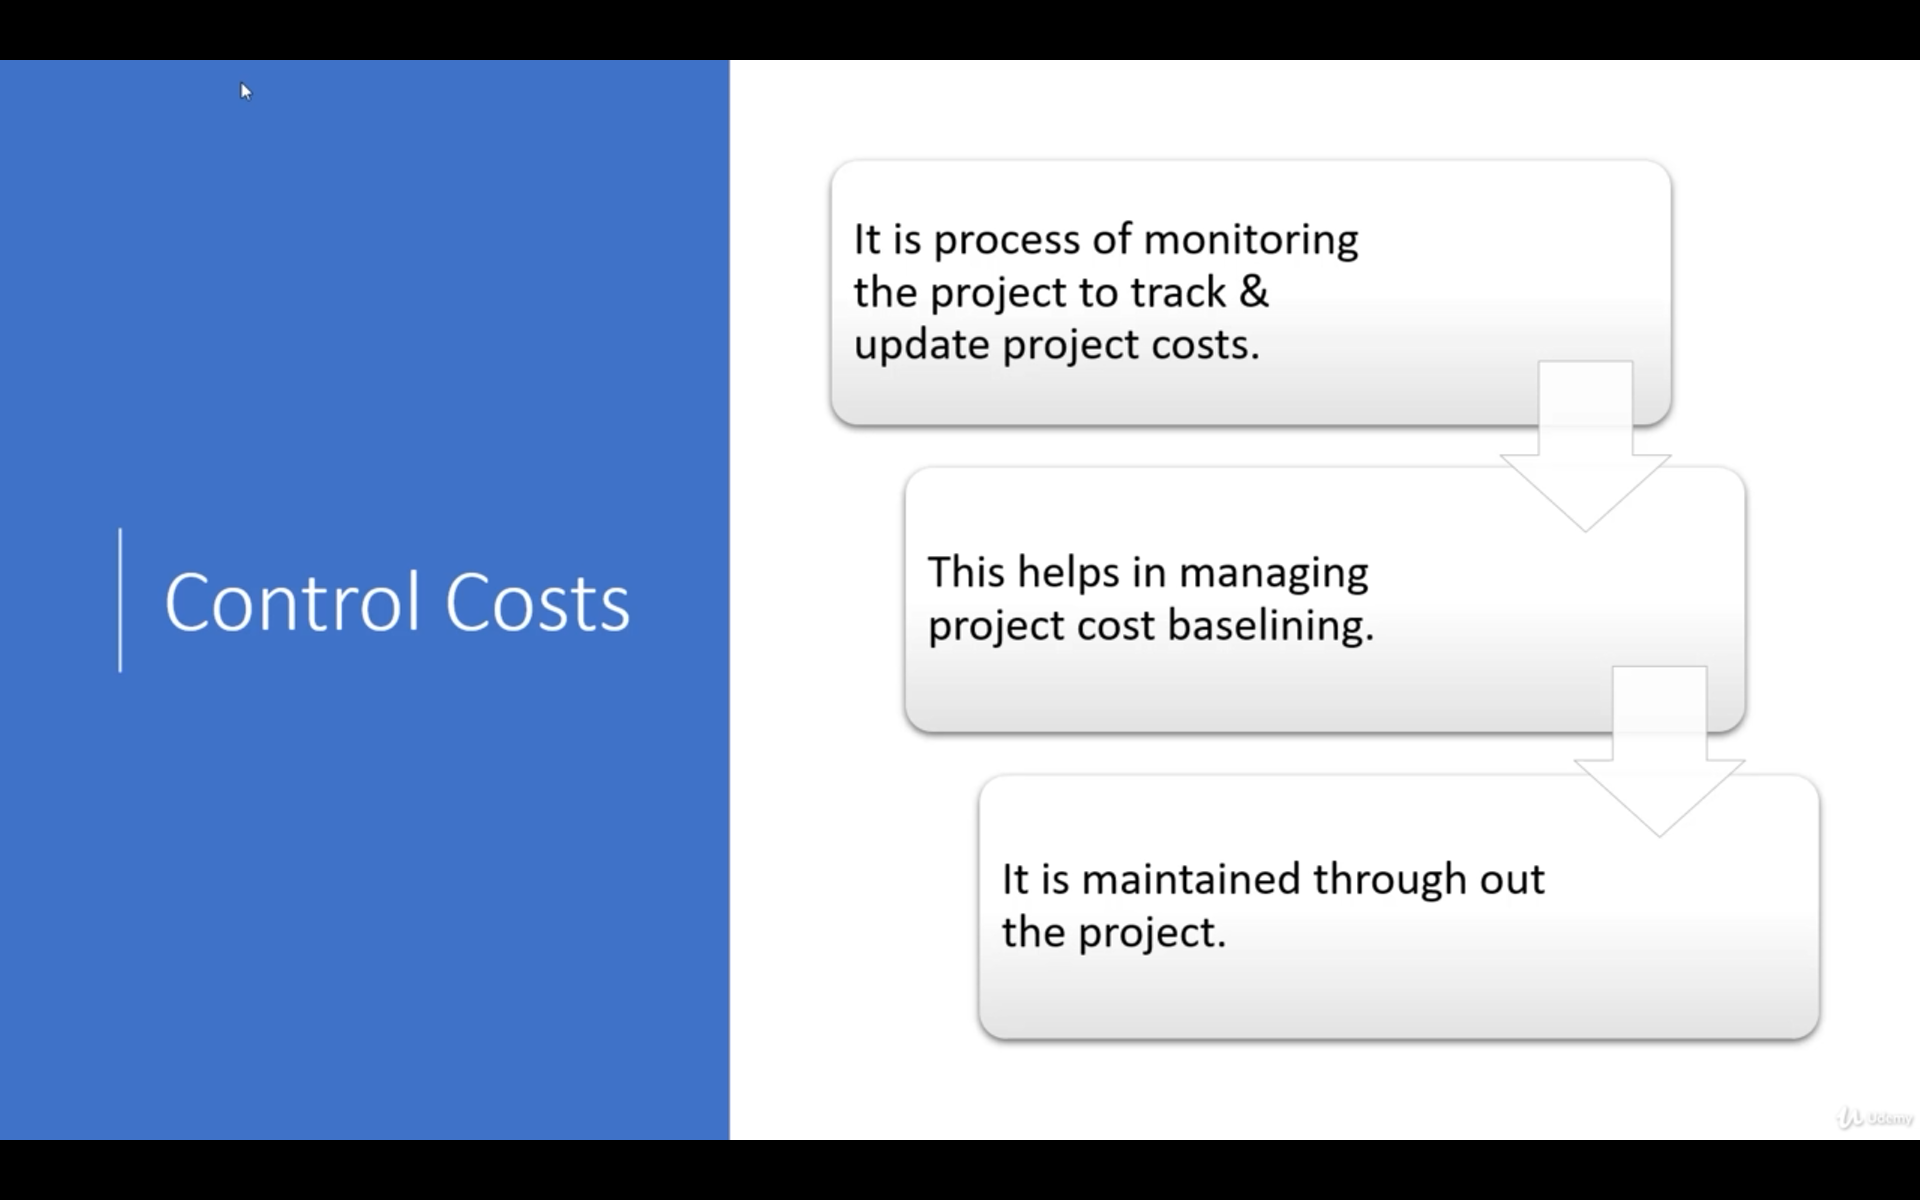 Control Costs
It is process of monitoring
the project to track &
update project costs.
This helps in managing
project cost baselining.
It is maintained through out
the project.
Udemy